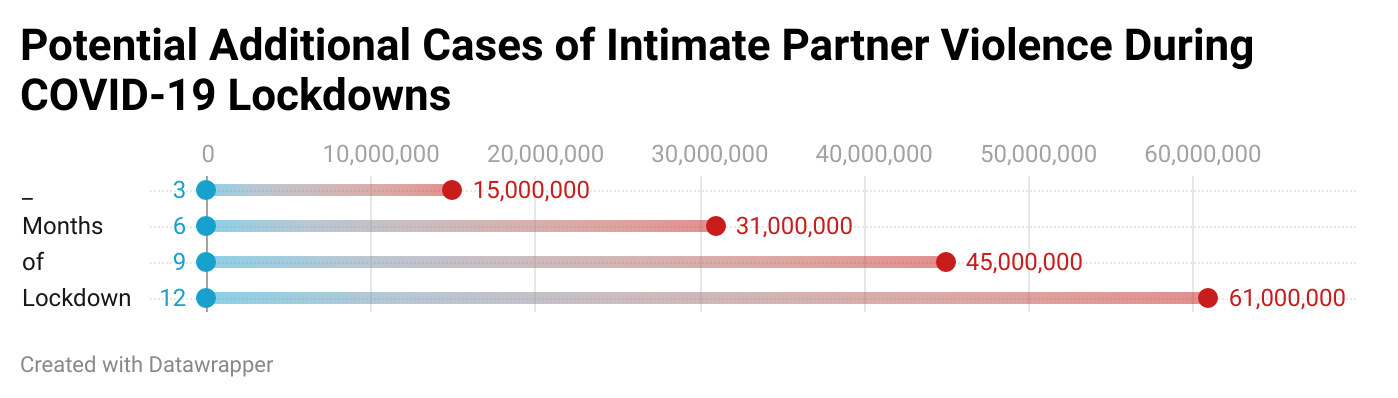 Potential Additional Cases of Intimate Partner Violence During
COVID-19 Lockdowns
0 10,000,000 20,000,000 30,000,000 40,000,000 50,000,000 60,000,000
_ 3 15,000,000
Months 6 31,000,000
of 9 45,000,000
Lockdown 12 61,000,000
Created with Datawrapper